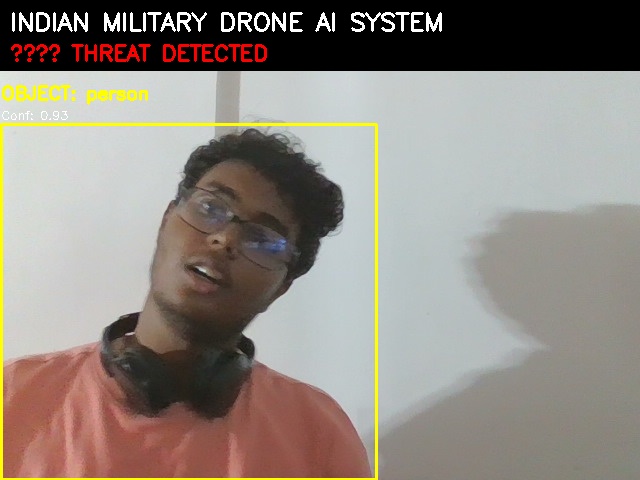 INDIAN MILITARY DRONE AI SYSTEM
???? THREAT DETECTED
OBJECT: person
Conf: 0.93